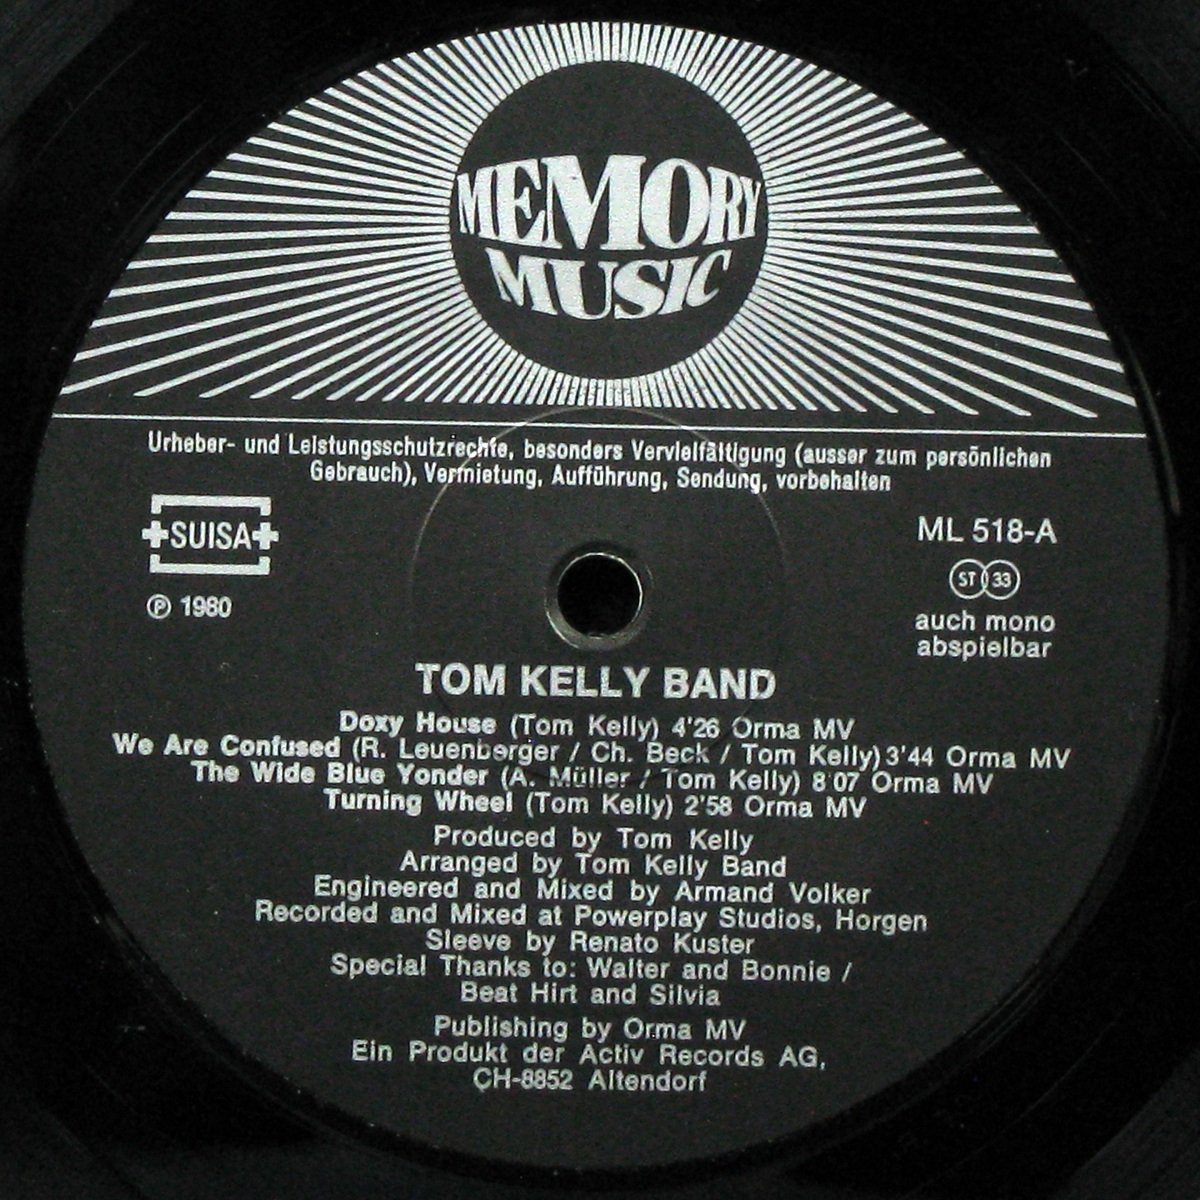 MEMORY
MUSIC
Urheber- und Leistungsschutzrechte, besonders Vervielfältigung (ausser zum persönlichen
Gebrauch), Vermietung, Aufführung, Sendung, vorbehalten
SUISA
ML 518-A
ST 33
℗ 1980
auch mono
abspielbar
TOM KELLY BAND
Doxy House (Tom Kelly) 4'26 Orma MV
We Are Confused (R. Leuenberger / Ch. Beck / Tom Kelly) 3'44 Orma MV
The Wide Blue Yonder (A. Müller / Tom Kelly) 8'07 Orma MV
Turning Wheel (Tom Kelly) 2'58 Orma MV
Produced by Tom Kelly
Arranged by Tom Kelly Band
Engineered and Mixed by Armand Volker
Recorded and Mixed at Powerplay Studios, Horgen
Sleeve by Renato Kuster
Special Thanks to: Walter and Bonnie /
Beat Hirt and Silvia
Publishing by Orma MV
Ein Produkt der Activ Records AG,
CH-8852 Altendorf